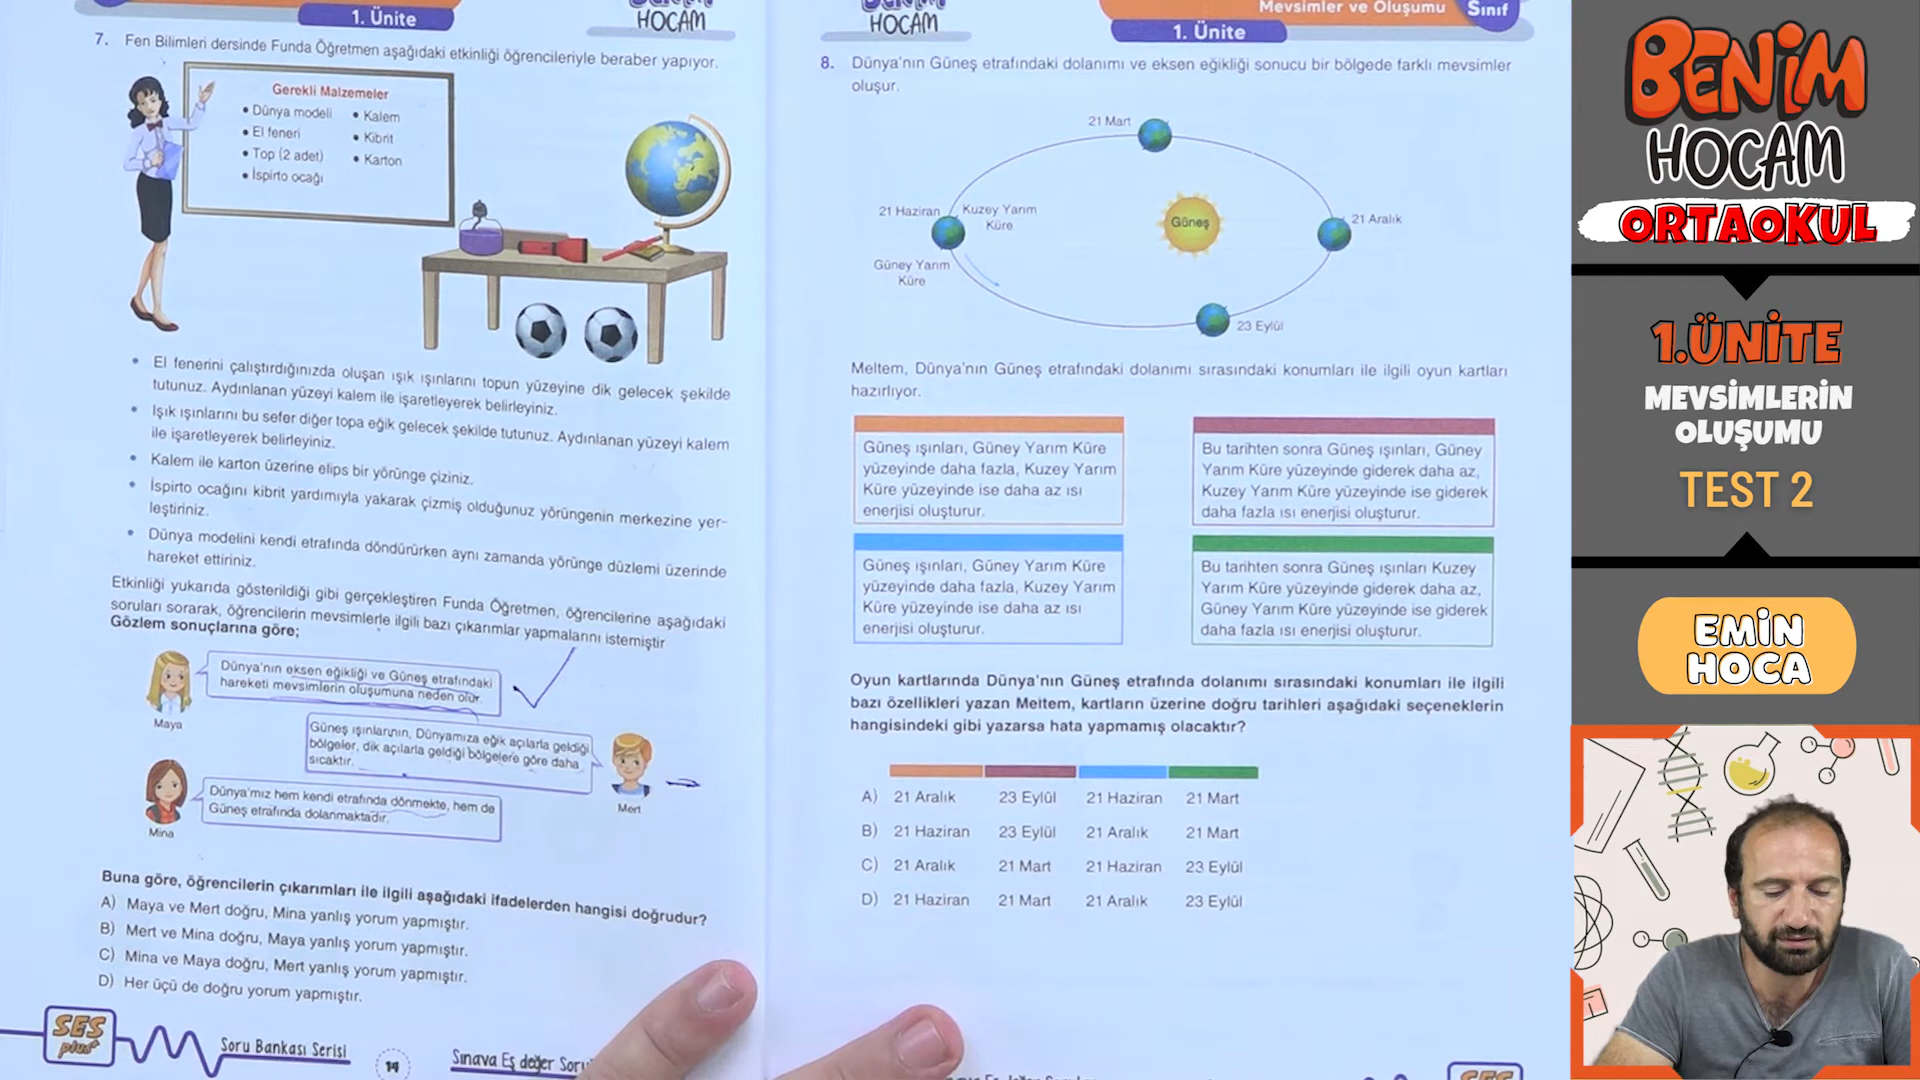 1. Ünite
HOCAM
7. Fen Bilimleri dersinde Funda Öğretmen aşağıdaki etkinliği öğrencileriyle beraber yapıyor.
Gerekli Malzemeler
• Dünya modeli
• El feneri
• Top (2 adet)
• İspirto ocağı
• Kalem
• Kibrit
• Karton
• El fenerini çalıştırdığınızda oluşan ışık ışınlarını topun yüzeyine dik gelecek şekilde
tutunuz. Aydınlanan yüzeyi kalem ile işaretleyerek belirleyiniz.
• Işık ışınlarını bu sefer diğer topa eğik gelecek şekilde tutunuz. Aydınlanan yüzeyi kalem
ile işaretleyerek belirleyiniz.
• Kalem ile karton üzerine elips bir yörünge çiziniz.
• İspirto ocağını kibrit yardımıyla yakarak çizmiş olduğunuz yörüngenin merkezine yer-
leştiriniz.
• Dünya modelini kendi etrafında döndürürken aynı zamanda yörünge düzlemi üzerinde
hareket ettiriniz.
Etkinliği yukarıda gösterildiği gibi gerçekleştiren Funda Öğretmen, öğrencilerine aşağıdaki
soruları sorarak, öğrencilerin mevsimlerle ilgili bazı çıkarımlar yapmalarını istemiştir
Gözlem sonuçlarına göre;
Dünya'nın eksen eğikliği ve Güneş etrafındaki
hareketi mevsimlerin oluşumuna neden olur.
Maya
Güneş ışınlarının, Dünyamıza eğik açılarla geldiği
bölgeler, dik açılarla geldiği bölgelere göre daha
sıcaktır.
Mert
Dünya'mız hem kendi etrafında dönmekte, hem de
Güneş etrafında dolanmaktadır.
Mina
Buna göre, öğrencilerin çıkarımları ile ilgili aşağıdaki ifadelerden hangisi doğrudur?
A) Maya ve Mert doğru, Mina yanlış yorum yapmıştır.
B) Mert ve Mina doğru, Maya yanlış yorum yapmıştır.
C) Mina ve Maya doğru, Mert yanlış yorum yapmıştır.
D) Her üçü de doğru yorum yapmıştır.
SES
plus+
Soru Bankası Serisi
14
Sınava Eş değer
HOCAM
Mevsimler ve Oluşumu
Sınıf
1. Ünite
8. Dünya'nın Güneş etrafındaki dolanımı ve eksen eğikliği sonucu bir bölgede farklı mevsimler
oluşur.
21 Mart
21 Haziran
Kuzey Yarım
Küre
Güneş
21 Aralık
Güney Yarım
Küre
23 Eylül
Meltem, Dünya'nın Güneş etrafındaki dolanımı sırasındaki konumları ile ilgili oyun kartları
hazırlıyor.
Güneş ışınları, Güney Yarım Küre
yüzeyinde daha fazla, Kuzey Yarım
Küre yüzeyinde ise daha az ısı
enerjisi oluşturur.
Bu tarihten sonra Güneş ışınları, Güney
Yarım Küre yüzeyinde giderek daha az,
Kuzey Yarım Küre yüzeyinde ise giderek
daha fazla ısı enerjisi oluşturur.
Güneş ışınları, Güney Yarım Küre
yüzeyinde daha fazla, Kuzey Yarım
Küre yüzeyinde ise daha az ısı
enerjisi oluşturur.
Bu tarihten sonra Güneş ışınları Kuzey
Yarım Küre yüzeyinde giderek daha az,
Güney Yarım Küre yüzeyinde ise giderek
daha fazla ısı enerjisi oluşturur.
Oyun kartlarında Dünya'nın Güneş etrafında dolanımı sırasındaki konumları ile ilgili
bazı özellikleri yazan Meltem, kartların üzerine doğru tarihleri aşağıdaki seçeneklerin
hangisindeki gibi yazarsa hata yapmamış olacaktır?
A) 21 Aralık 23 Eylül 21 Haziran 21 Mart
B) 21 Haziran 23 Eylül 21 Aralık 21 Mart
C) 21 Aralık 21 Mart 21 Haziran 23 Eylül
D) 21 Haziran 21 Mart 21 Aralık 23 Eylül
BENİM
HOCAM
ORTAOKUL
1.ÜNİTE
MEVSİMLERİN
OLUŞUMU
TEST 2
EMİN
HOCA